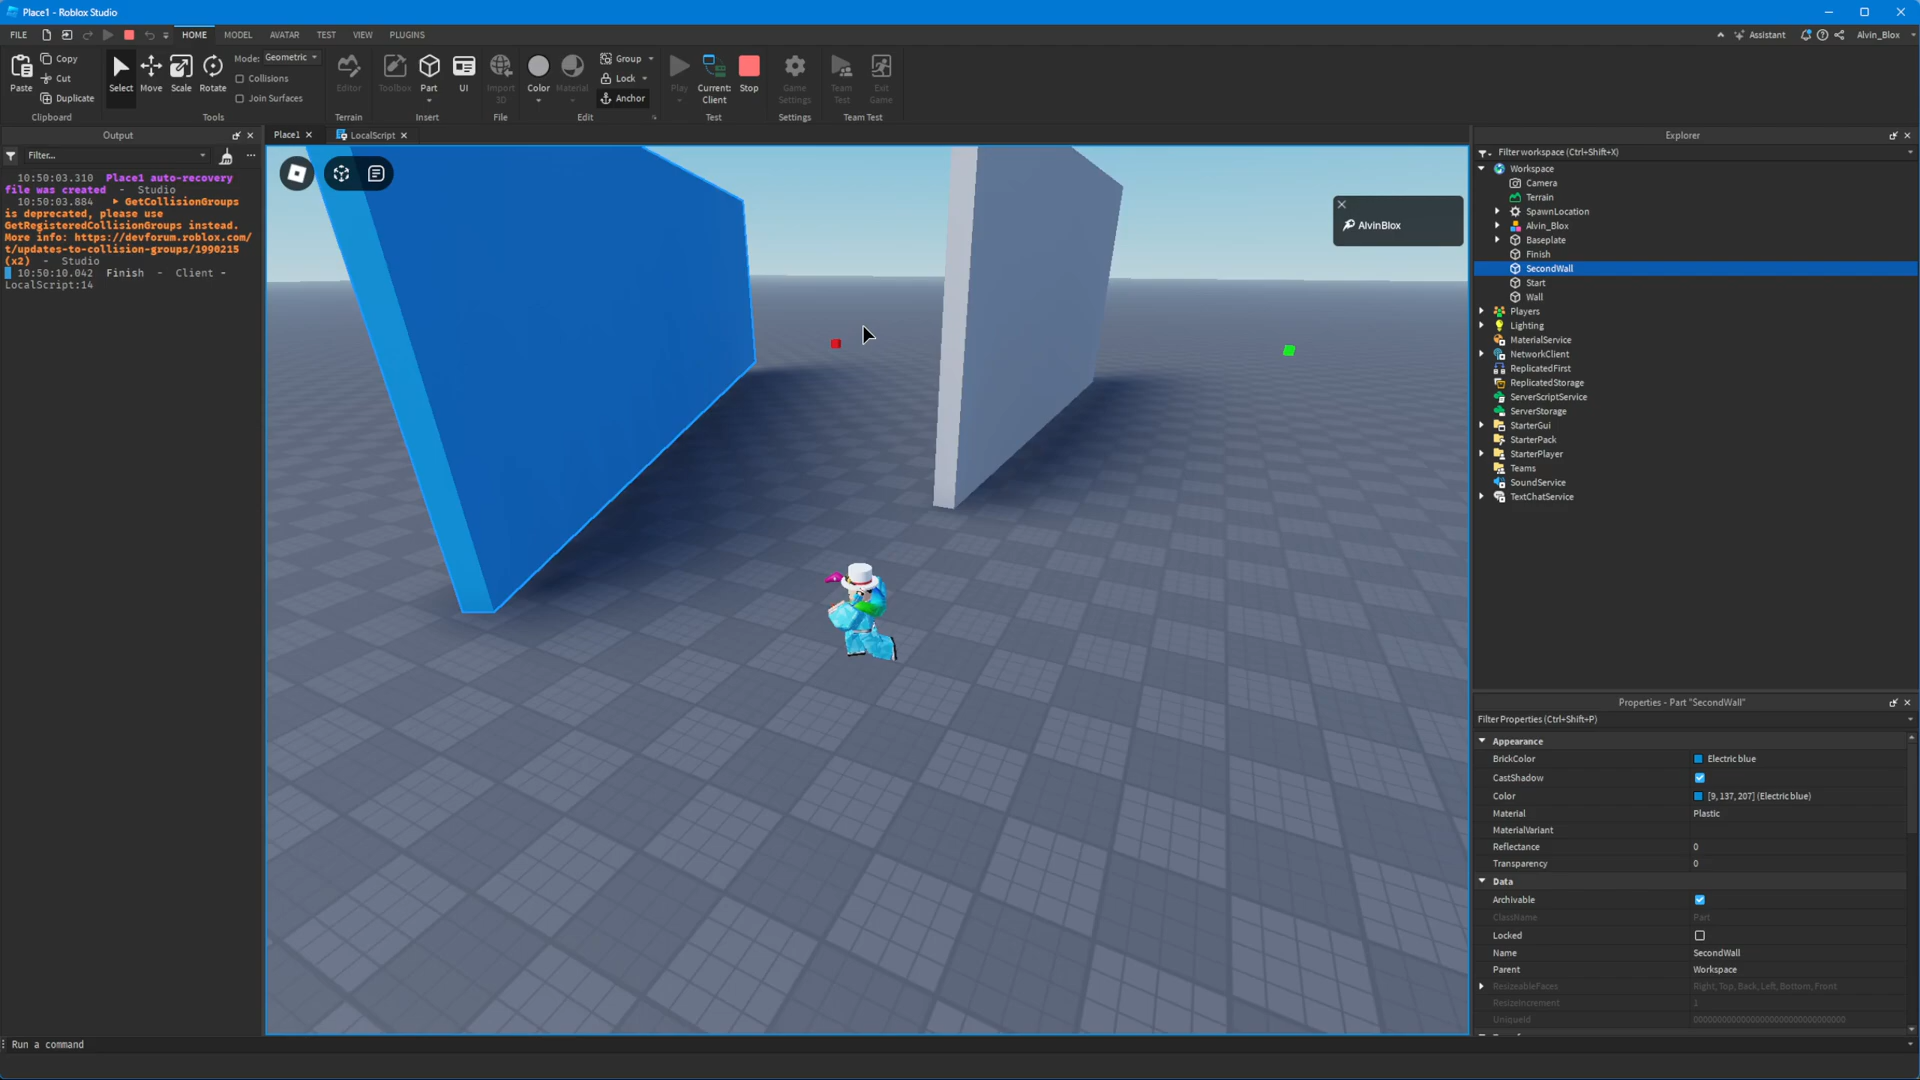 Place1 - Roblox Studio
FILE
HOME
MODEL
AVATAR
TEST
VIEW
PLUGINS
Assistant
Alvin_Blox
Paste
Copy
Cut
Duplicate
Clipboard
Select
Move
Scale
Rotate
Mode: Geometric
Collisions
Join Surfaces
Tools
Editor
Terrain
Toolbox
Part
UI
Insert
Import
3D
File
Color
Material
Group
Lock
Anchor
Edit
Play
Current:
Client
Stop
Test
Game
Settings
Settings
Team
Test
Exit
Game
Team Test
Output
Filter...
10:50:03.310 Place1 auto-recovery
file was created - Studio
10:50:03.884 ▶ GetCollisionGroups
is deprecated, please use
GetRegisteredCollisionGroups instead.
More info: https://devforum.roblox.com/
t/updates-to-collision-groups/1990215
(x2) - Studio
10:50:10.042 Finish - Client -
LocalScript:14
Place1
LocalScript
AlvinBlox
Explorer
Filter workspace (Ctrl+Shift+X)
Workspace
Camera
Terrain
SpawnLocation
Alvin_Blox
Baseplate
Finish
SecondWall
Start
Wall
Players
Lighting
MaterialService
NetworkClient
ReplicatedFirst
ReplicatedStorage
ServerScriptService
ServerStorage
StarterGui
StarterPack
StarterPlayer
Teams
SoundService
TextChatService
Properties - Part "SecondWall"
Filter Properties (Ctrl+Shift+P)
Appearance
BrickColor Electric blue
CastShadow
Color [9, 137, 207] (Electric blue)
Material Plastic
MaterialVariant
Reflectance 0
Transparency 0
Data
Archivable
ClassName Part
Locked
Name SecondWall
Parent Workspace
ResizeableFaces Right, Top, Back, Left, Bottom, Front
ResizeIncrement 1
UniqueId
Run a command